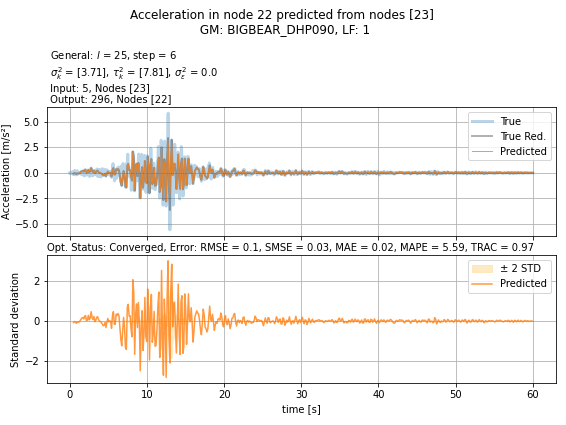 Acceleration in node 22 predicted from nodes [23]
GM: BIGBEAR_DHP090, LF: 1
General: l = 25, step = 6
σ²ₖ = [3.71], τ²ₖ = [7.81], σ²ε = 0.0
Input: 5, Nodes [23]
Output: 296, Nodes [22]
Acceleration [m/s²]
5.0
2.5
0.0
−2.5
−5.0
True
True Red.
Predicted
Opt. Status: Converged, Error: RMSE = 0.1, SMSE = 0.03, MAE = 0.02, MAPE = 5.59, TRAC = 0.97
Standard deviation
2
0
−2
± 2 STD
Predicted
0 10 20 30 40 50 60
time [s]